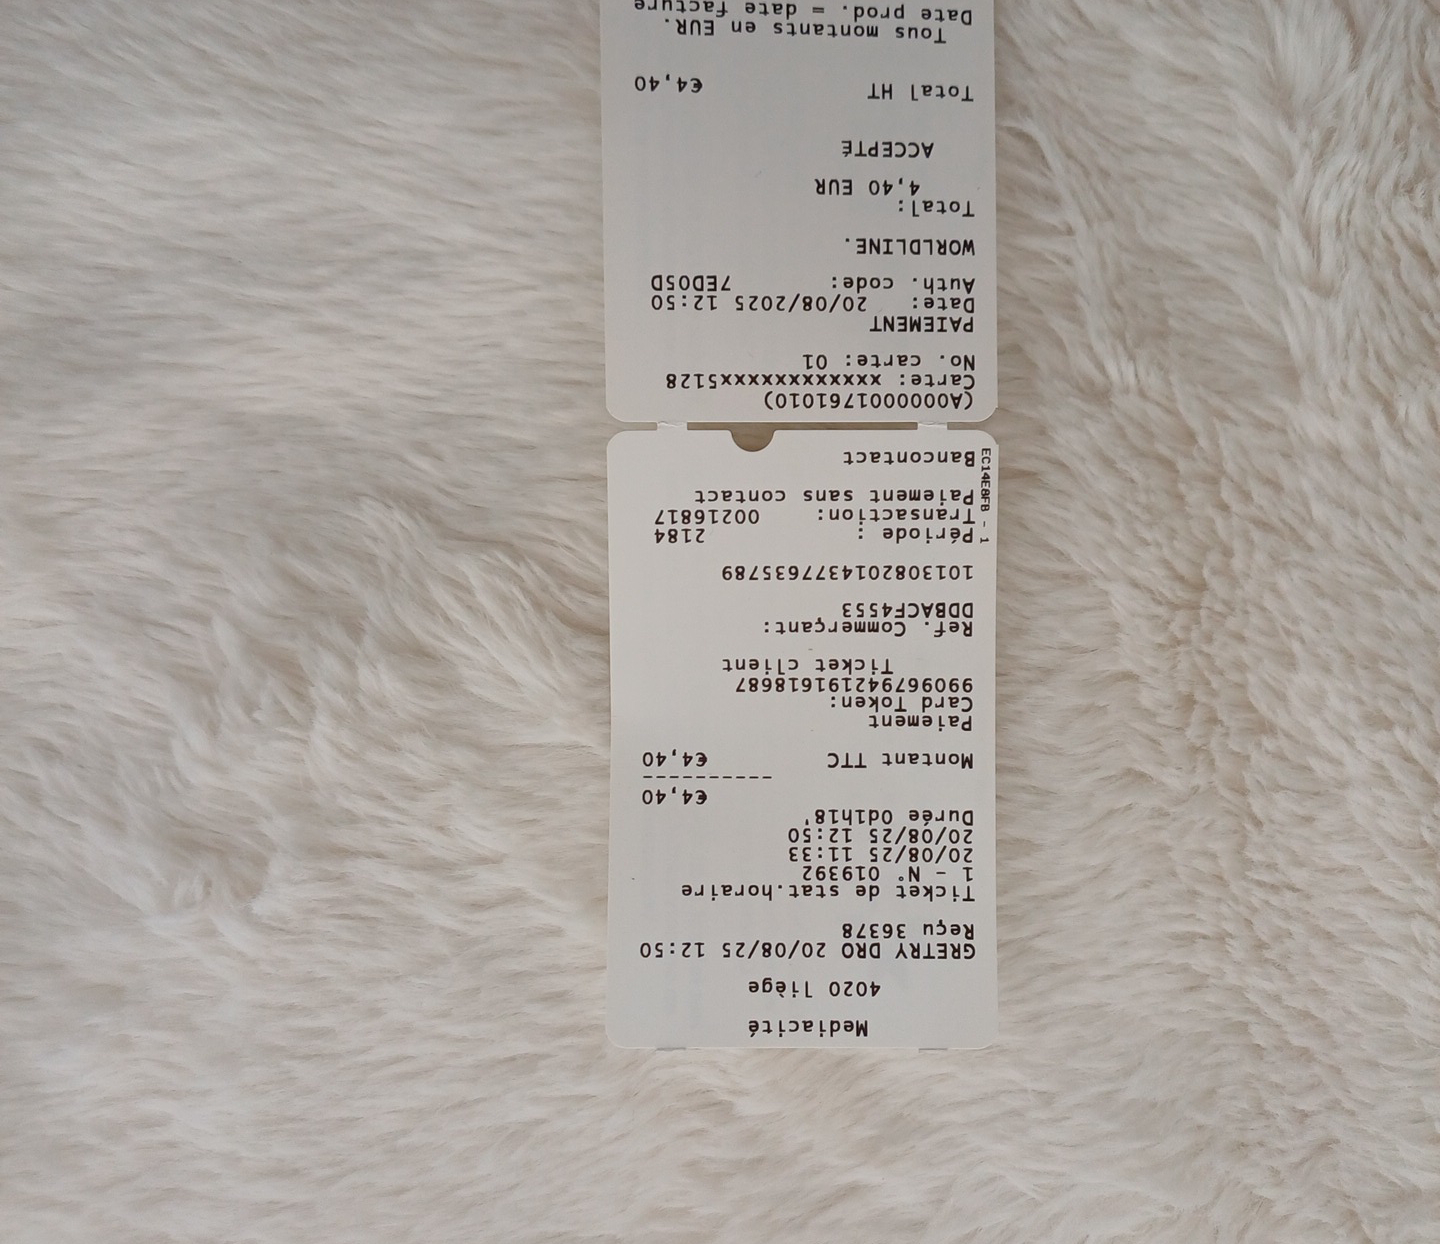 Mediacité
4020 liège
GRETRY DRO 20/08/25 12:50
Reçu 36378
Ticket de stat.horaire
1 - N° 019392
20/08/25 11:33
20/08/25 12:50
Durée 0d1h18'
€4,40
----------
Montant TTC €4,40
Paiement
Card Token:
990967942191618687
Ticket client
Ref. Commerçant:
DDBACF4553
1013082014377635789
Période : 2184
Transaction: 00216817
Paiement sans contact
Bancontact
EC14E8FB - 1
(A0000001761010)
Carte: xxxxxxxxxxxx5128
No. carte: 01
PAIEMENT
Date: 20/08/2025 12:50
Auth. code: 7ED05D
WORLDLINE.
Total:
4,40 EUR
ACCEPTÉ
Total HT €4,40
Tous montants en EUR.
Date prod. = date facture